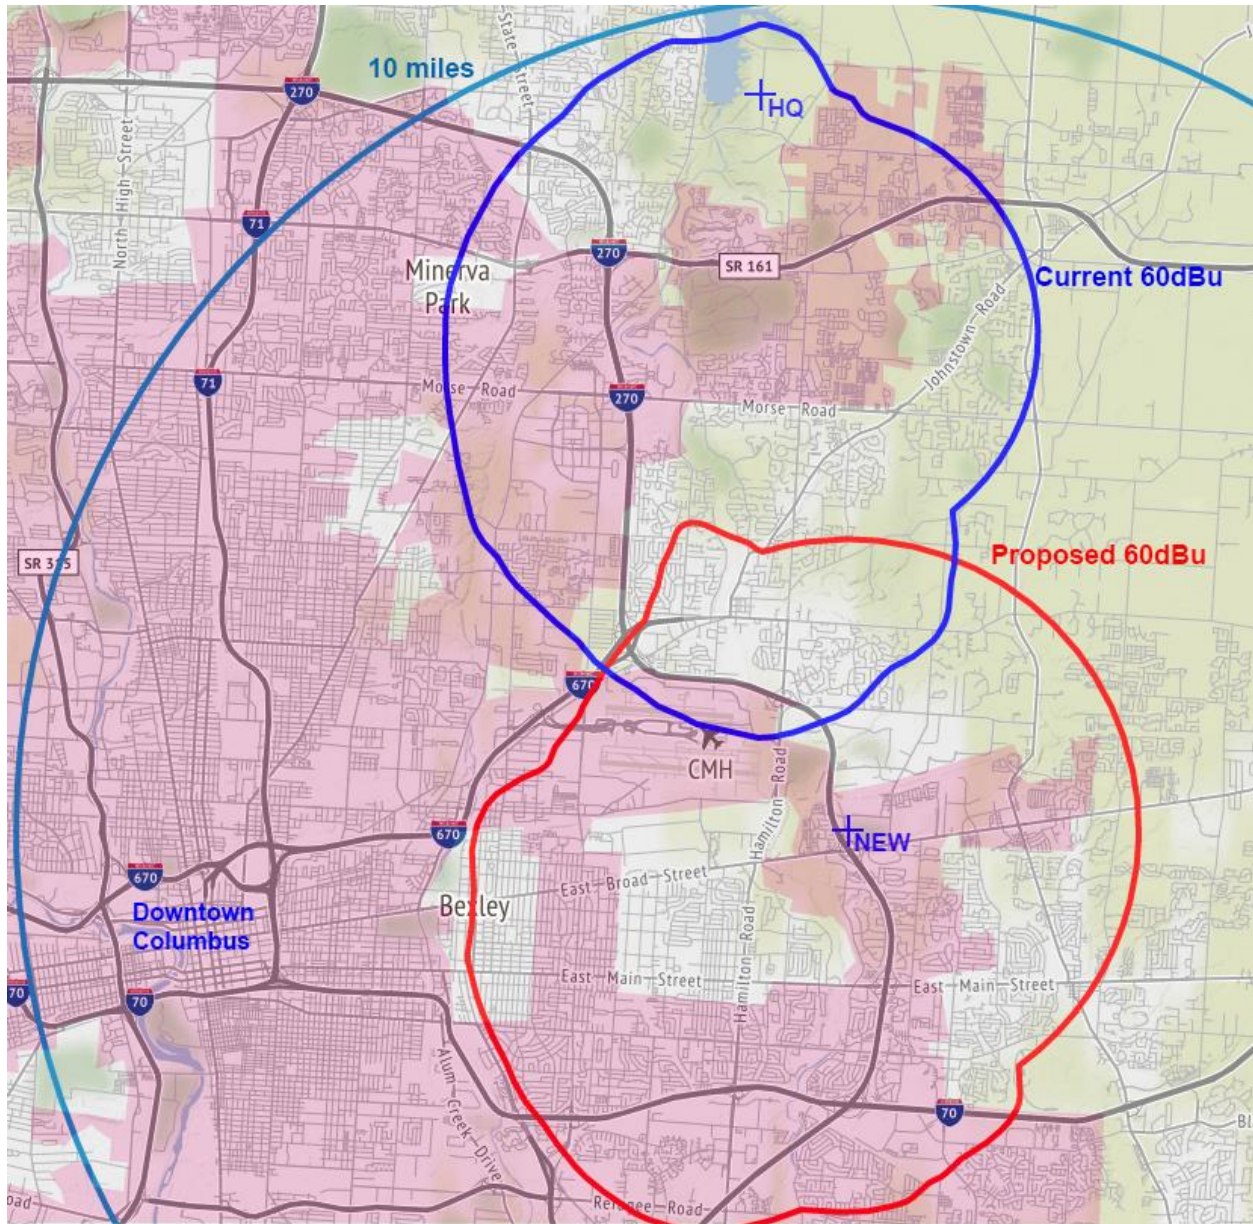 State—Street
10 miles
270
HQ
North—High—Street
71
270
SR 161
Minerva
Park
Current 60dBu
Johnstown—Road
71
Morse—Road
270
Morse—Road
Proposed 60dBu
SR 315
670
CMH
Hamilton—Road
670
NEW
670
East—Broad—Street
Bexley
Downtown
Columbus
Hamilton—Road
East—Main—Street
East—Main—Street
70
70
Alum—Creek—Drive
70
Refugee—Road
oad